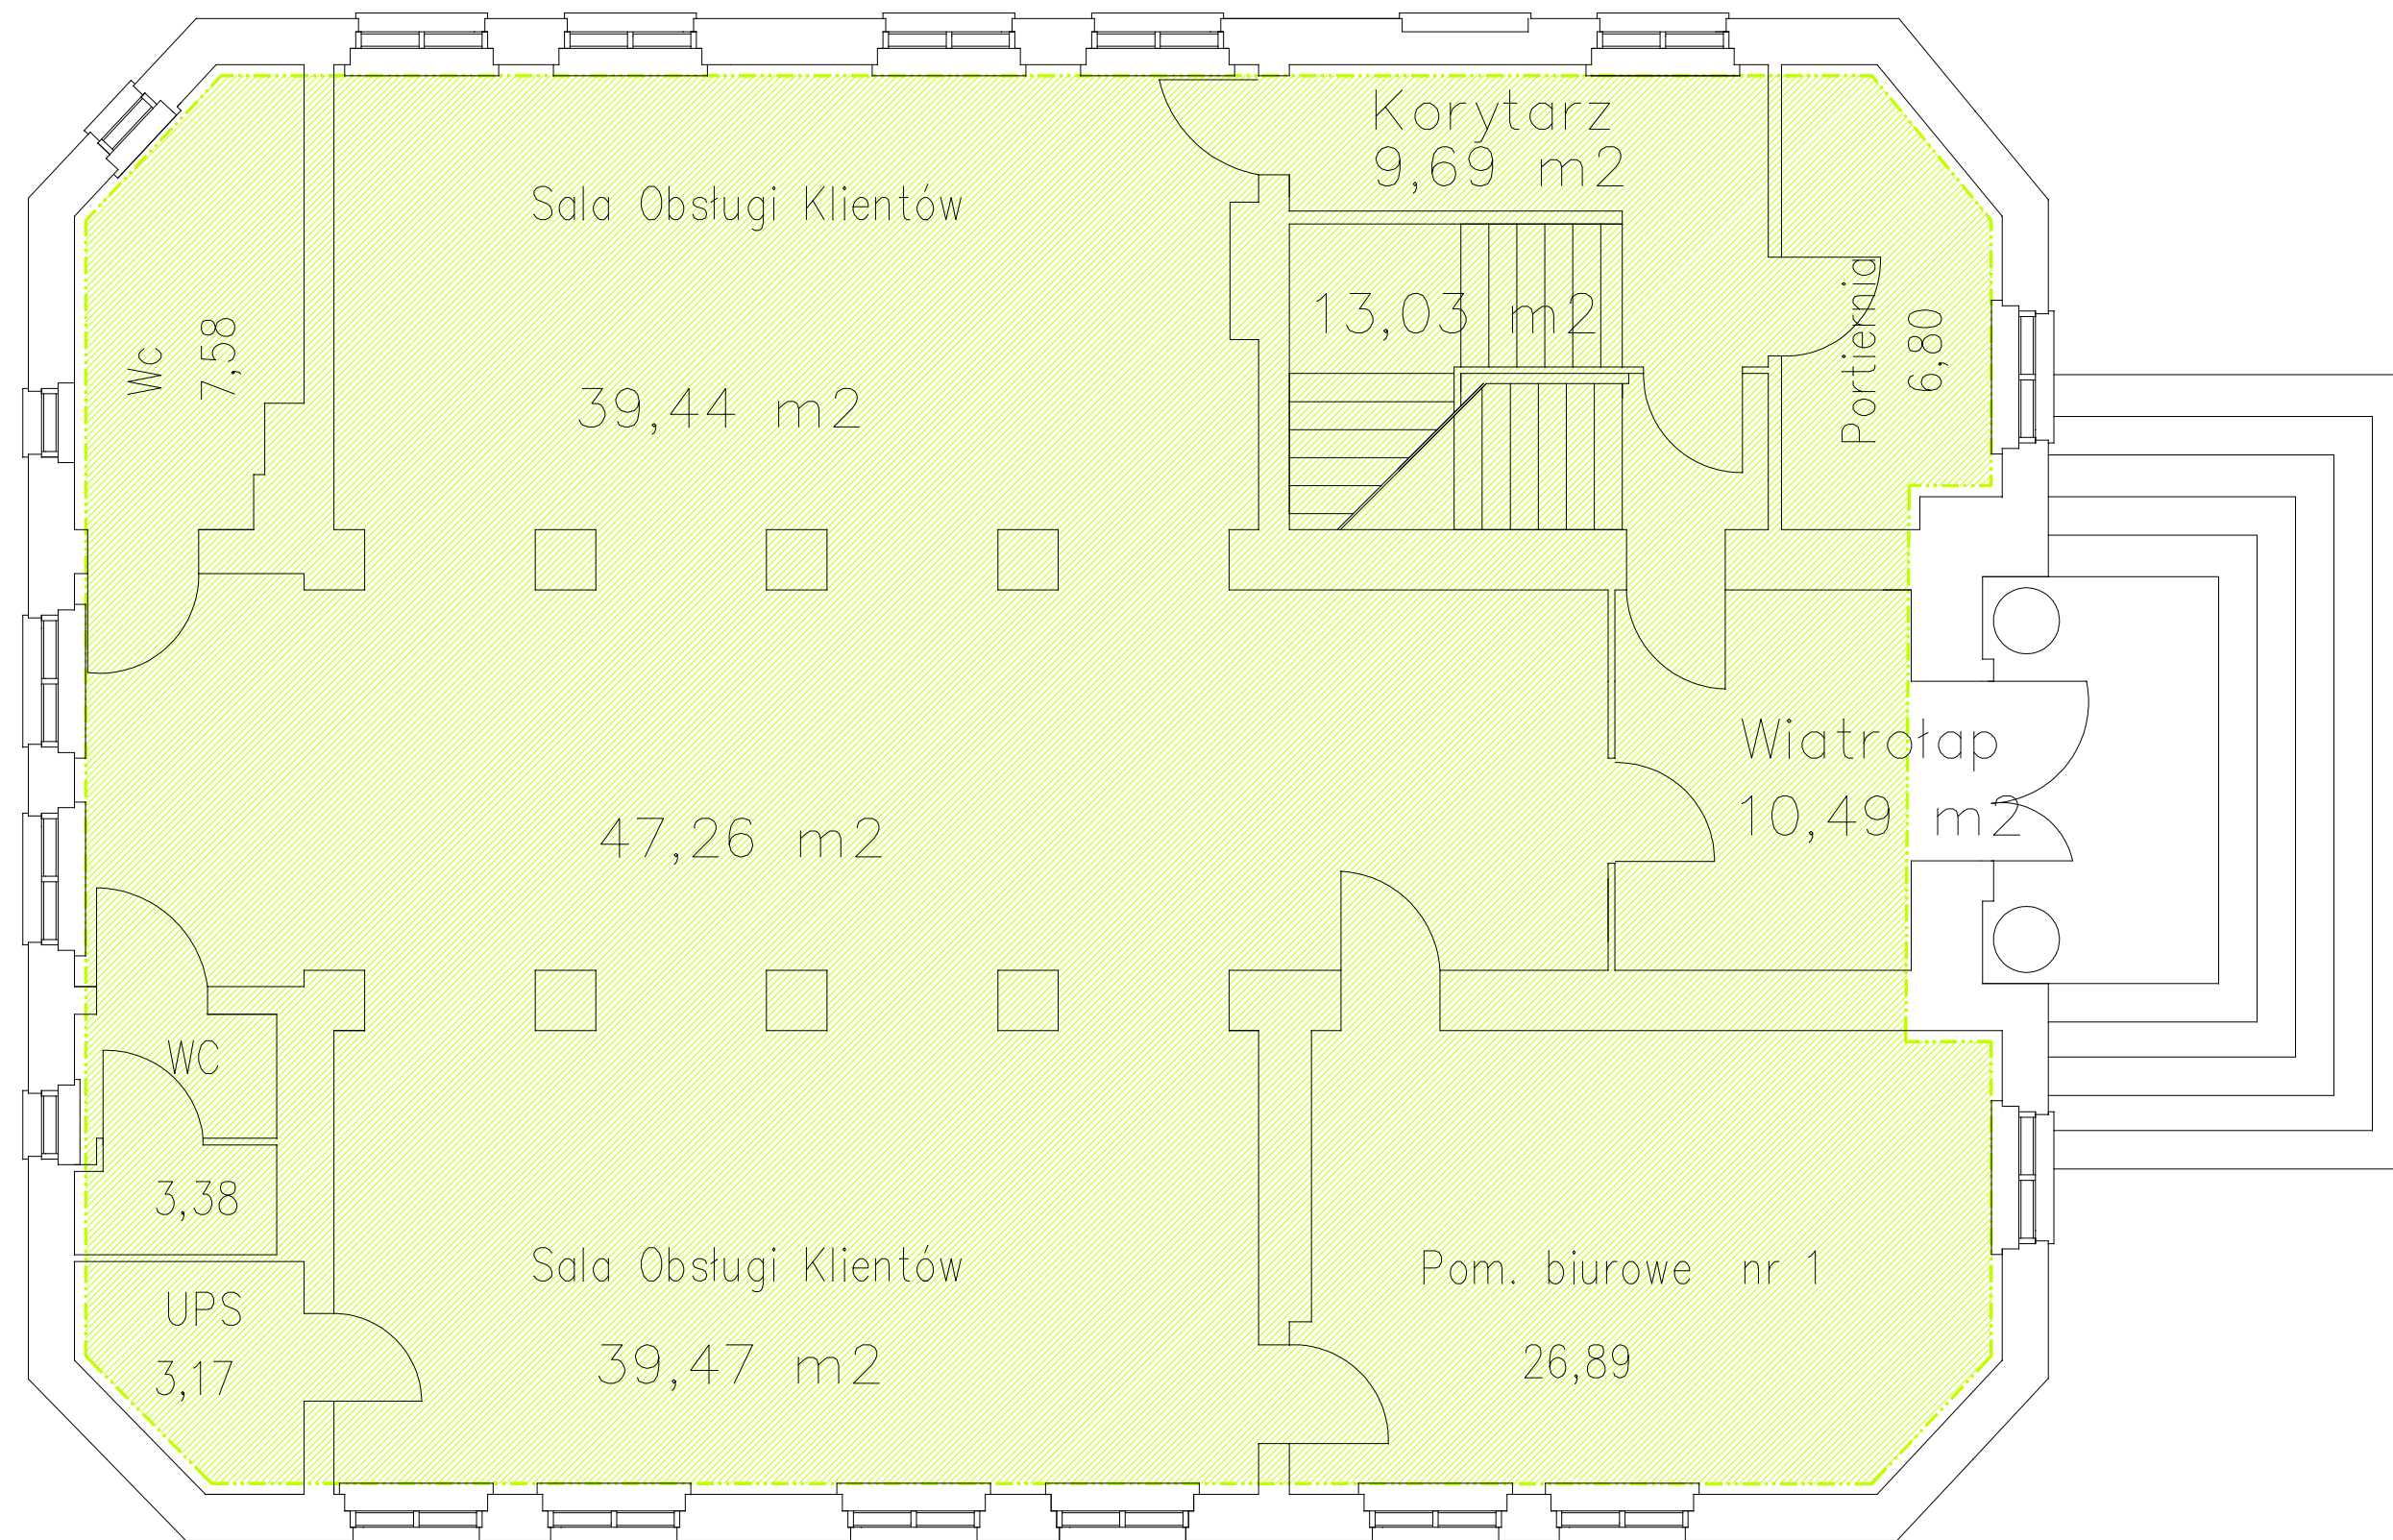 Korytarz
9,69 m2
Sala Obsługi Klientów
39,44 m2
13,03 m2
Wc
7,58
Portiernia
6,80
Wiatrołap
10,49 m2
47,26 m2
WC
3,38
UPS
3,17
Sala Obsługi Klientów
39,47 m2
Pom. biurowe nr 1
26,89